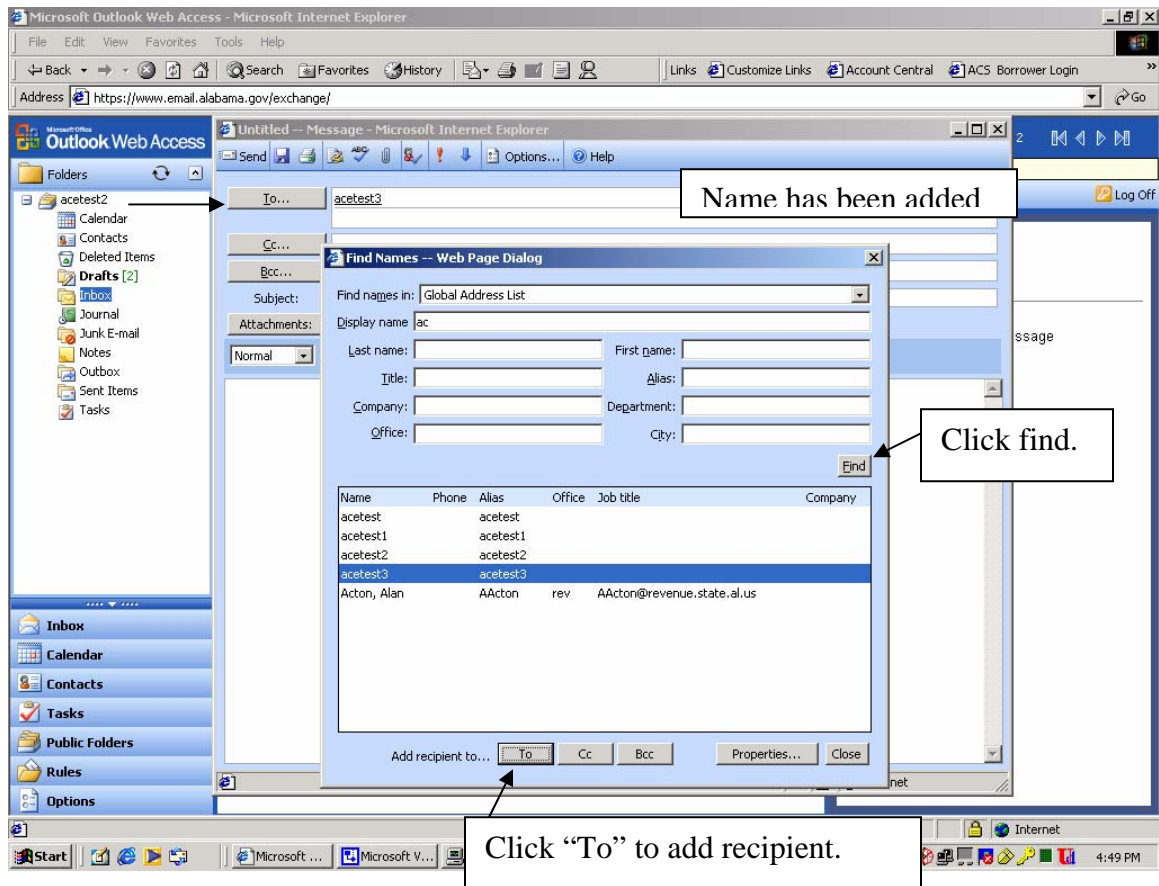 Microsoft Outlook Web Access - Microsoft Internet Explorer
File Edit View Favorites Tools Help
Back Search Favorites History Links Customize Links Account Central ACS Borrower Login »
Address https://www.email.alabama.gov/exchange/ Go
Microsoft Office
Outlook Web Access
Untitled -- Message - Microsoft Internet Explorer
2
Send Options... Help
Folders
Log Off
acetest2
Calendar
Contacts
Deleted Items
Drafts [2]
Inbox
Journal
Junk E-mail
Notes
Outbox
Sent Items
Tasks
To... acetest3
Name has been added
Cc...
Bcc...
Subject:
Attachments:
Normal
ssage
Find Names -- Web Page Dialog
Find names in: Global Address List
Display name ac
Last name: First name:
Title: Alias:
Company: Department:
Office: City:
Find
Click find.
Name Phone Alias Office Job title Company
acetest acetest
acetest1 acetest1
acetest2 acetest2
acetest3 acetest3
Acton, Alan AActon rev AActon@revenue.state.al.us
Add recipient to... To Cc Bcc Properties... Close
Inbox
Calendar
Contacts
Tasks
Public Folders
Rules
Options
net
Click “To” to add recipient.
Internet
Start Microsoft ... Microsoft V... 4:49 PM